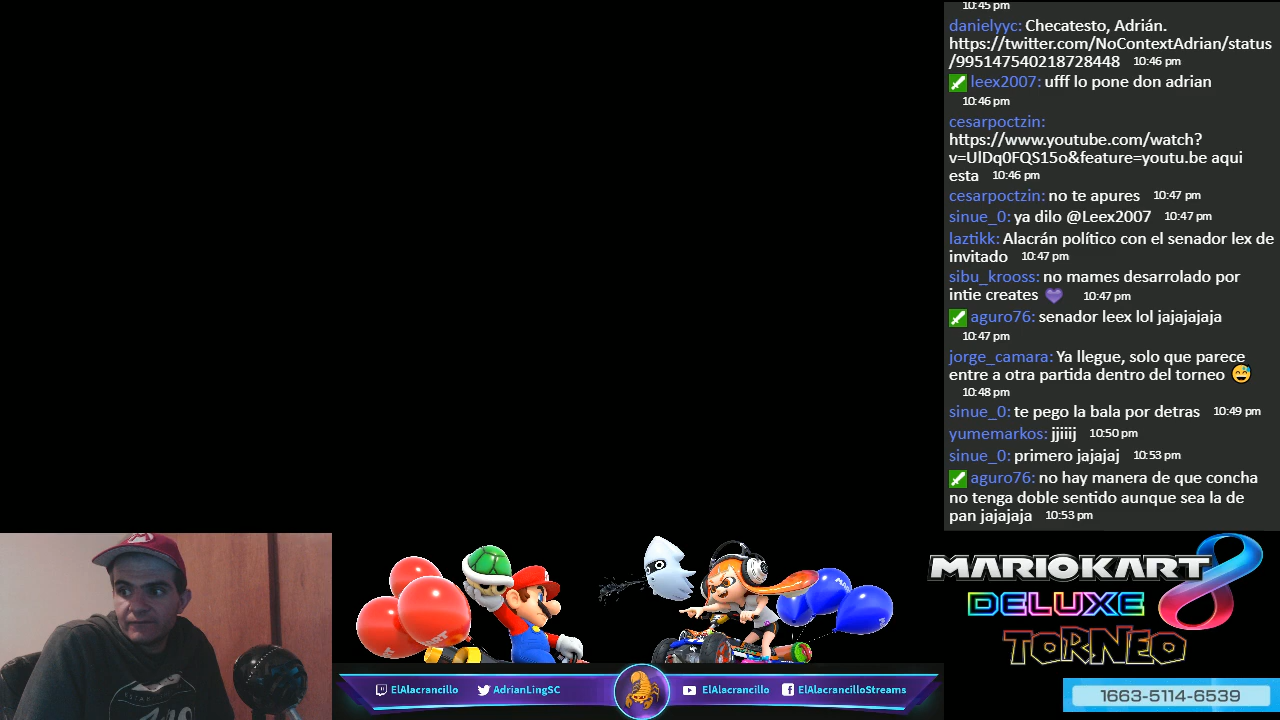 10:45 pm
danielyyc: Checatesto, Adrián.
https://twitter.com/NoContextAdrian/status
/995147540218728448 10:46 pm
leex2007: ufff lo pone don adrian
10:46 pm
cesarpoctzin:
https://www.youtube.com/watch?
v=UlDq0FQS15o&feature=youtu.be aqui
esta 10:46 pm
cesarpoctzin: no te apures 10:47 pm
sinue_0: ya dilo @Leex2007 10:47 pm
laztikk: Alacrán político con el senador lex de
invitado 10:47 pm
sibu_krooss: no mames desarrolado por
intie creates 💜 10:47 pm
aguro76: senador leex lol jajajajaja
10:47 pm
jorge_camara: Ya llegue, solo que parece
entre a otra partida dentro del torneo 😅
10:48 pm
sinue_0: te pego la bala por detras 10:49 pm
yumemarkos: jjiiij 10:50 pm
sinue_0: primero jajajaj 10:53 pm
aguro76: no hay manera de que concha
no tenga doble sentido aunque sea la de
pan jajajaja 10:53 pm
MARIOKART 8
DELUXE
TORNEO
1663-5114-6539
ElAlacrancillo AdrianLingSC ElAlacrancillo ElAlacrancilloStreams